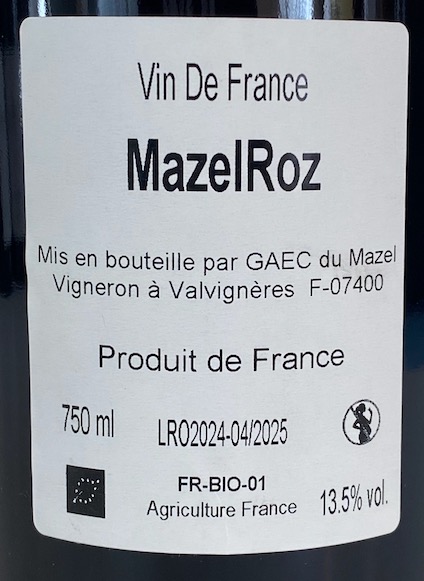 Vin De France
MazelRoz
Mis en bouteille par GAEC du Mazel
Vigneron à Valvignères F-07400
Produit de France
750 ml
LRO2024-04/2025
FR-BIO-01
Agriculture France
13.5% vol.